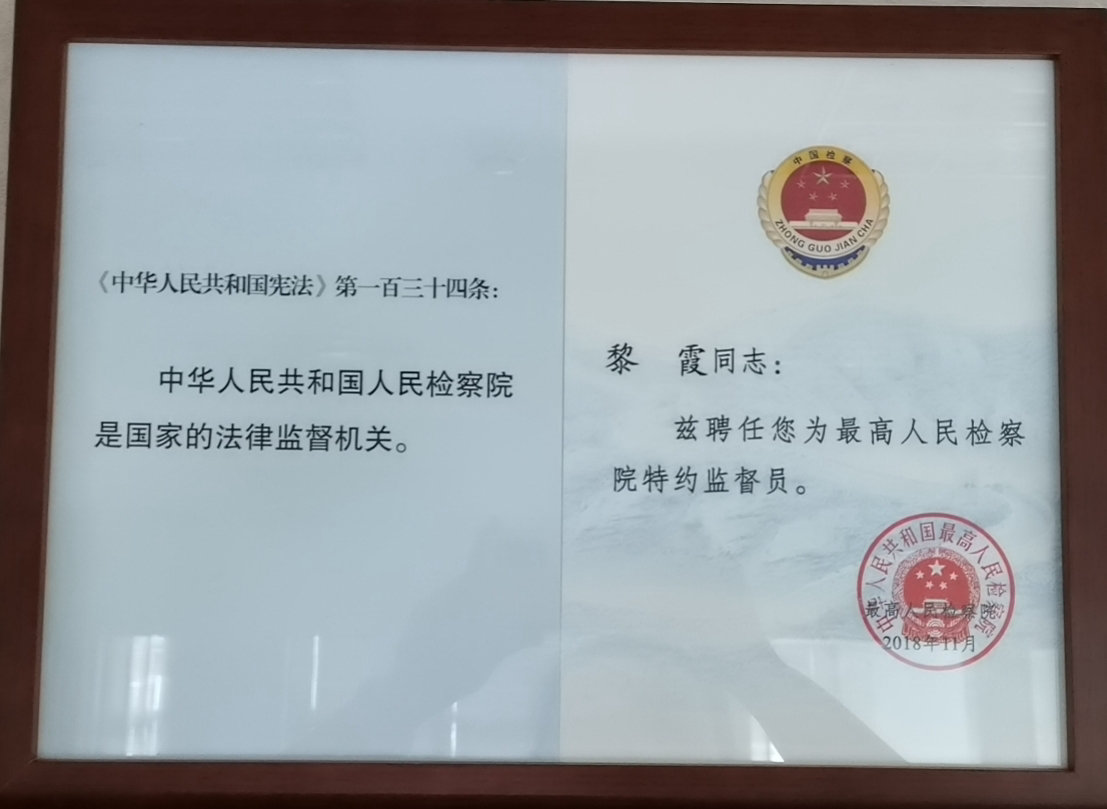 《中华人民共和国宪法》第一百三十四条：
中华人民共和国人民检察院
是国家的法律监督机关。
中国检察
ZHONG GUO JIAN CHA
黎 霞同志：
兹聘任您为最高人民检察
院特约监督员。
中华人民共和国最高人民检察院
最高人民检察院
2018年11月